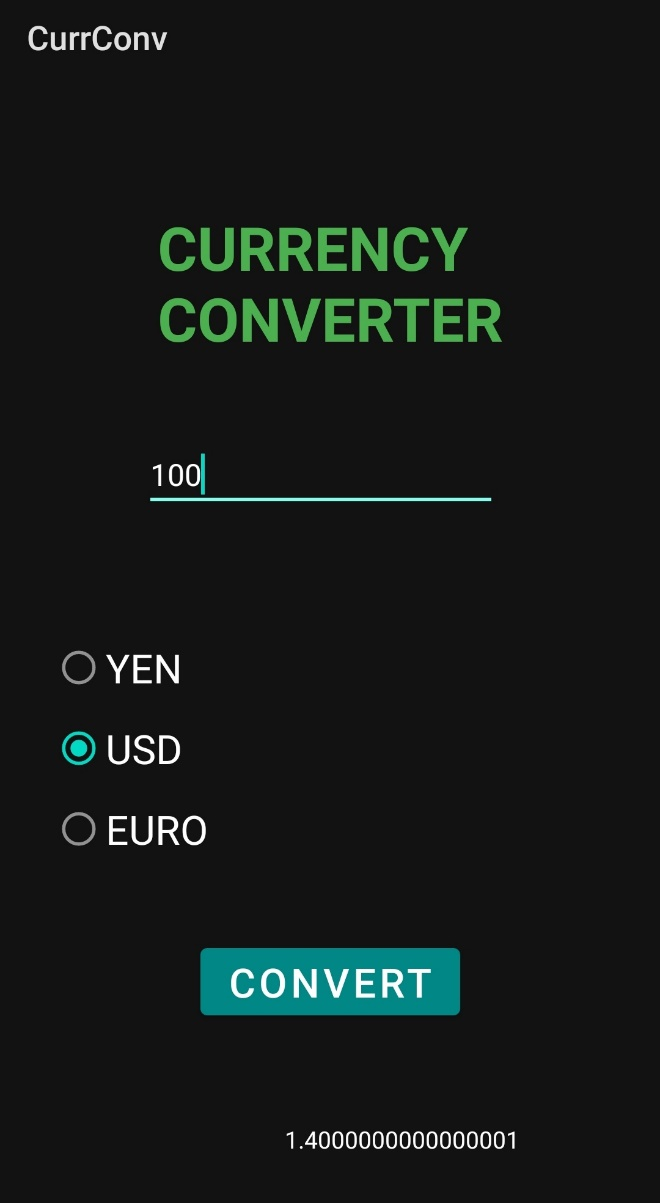 CurrConv
CURRENCY
CONVERTER
100
YEN
USD
EURO
CONVERT
1.4000000000000001